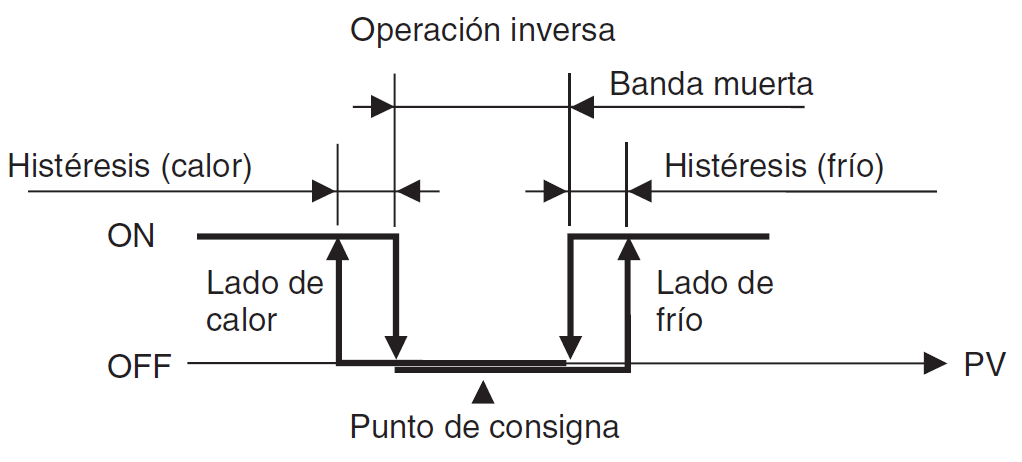 Operación inversa
Banda muerta
Histéresis (calor)
Histéresis (frío)
ON
Lado de
calor
Lado de
frío
OFF
PV
Punto de consigna